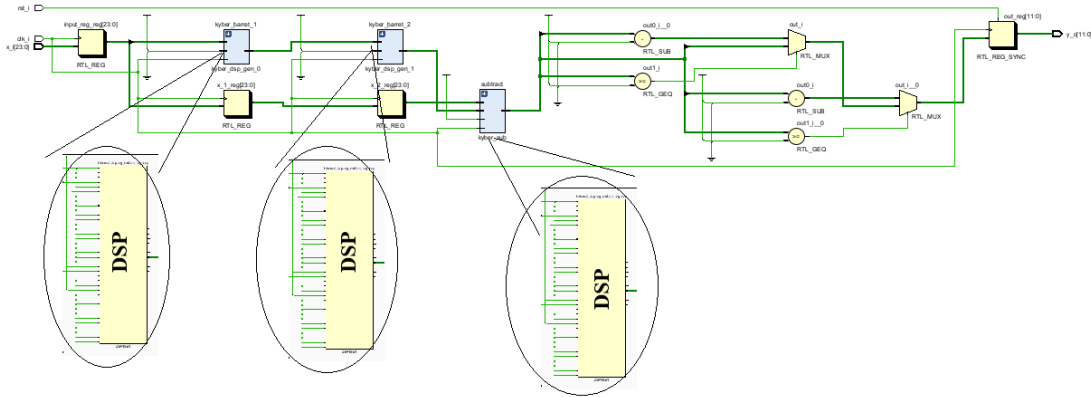 rst_i
clk_i
x_i[23:0]
input_reg_reg[23:0]
RTL_REG
kyber_barret_1
kyber_dsp_gen_0
x_1_reg[23:0]
RTL_REG
kyber_barret_2
kyber_dsp_gen_1
x_2_reg[23:0]
RTL_REG
subtract
kyber_sub
out0_i__0
RTL_SUB
out1_i
RTL_GEQ
out_i
RTL_MUX
out0_i
RTL_SUB
out1_i__0
RTL_GEQ
out_i__0
RTL_MUX
out_reg[11:0]
RTL_REG_SYNC
y_o[11:0]
DSP
DSP
DSP